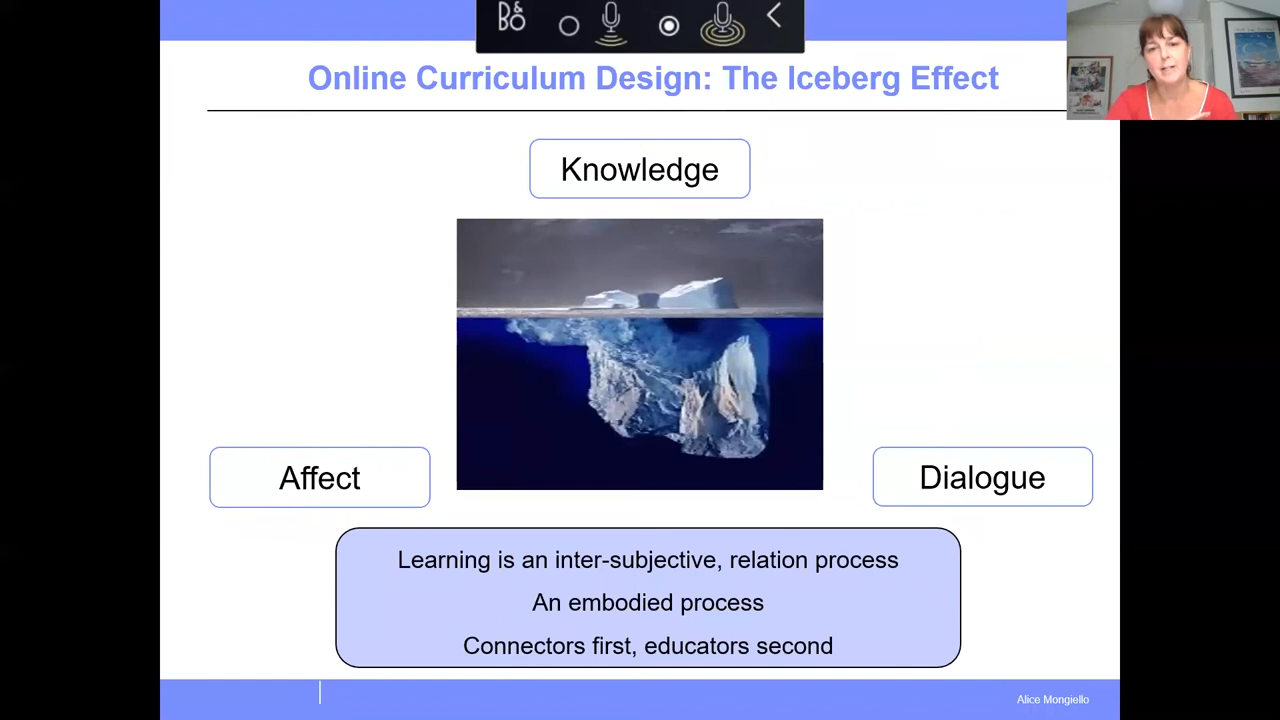 B&O
Online Curriculum Design: The Iceberg Effect
Knowledge
Affect
Dialogue
Learning is an inter-subjective, relation process
An embodied process
Connectors first, educators second
Alice Mongiello